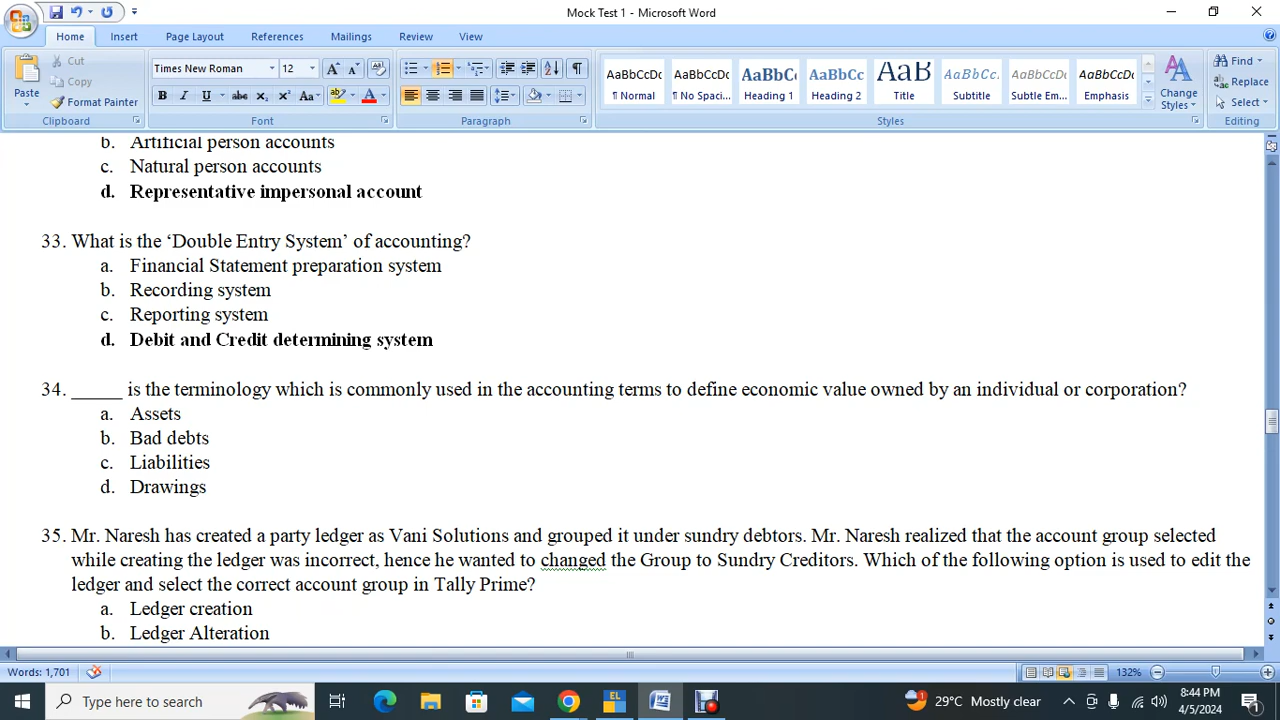 Mock Test 1 - Microsoft Word
Home Insert Page Layout References Mailings Review View
Paste
Cut
Copy
Format Painter
Clipboard
Times New Roman 12
Font
Paragraph
AaBbCcDc AaBbCcDc AaBbCc AaBbCc AaB AaBbCc. AaBbCcDc AaBbCcDc
¶ Normal ¶ No Spaci... Heading 1 Heading 2 Title Subtitle Subtle Em... Emphasis
Styles
Change Styles
Find
Replace
Select
Editing
b. Artificial person accounts
c. Natural person accounts
d. Representative impersonal account
33. What is the ‘Double Entry System’ of accounting?
a. Financial Statement preparation system
b. Recording system
c. Reporting system
d. Debit and Credit determining system
34. _____ is the terminology which is commonly used in the accounting terms to define economic value owned by an individual or corporation?
a. Assets
b. Bad debts
c. Liabilities
d. Drawings
35. Mr. Naresh has created a party ledger as Vani Solutions and grouped it under sundry debtors. Mr. Naresh realized that the account group selected
while creating the ledger was incorrect, hence he wanted to changed the Group to Sundry Creditors. Which of the following option is used to edit the
ledger and select the correct account group in Tally Prime?
a. Ledger creation
b. Ledger Alteration
Words: 1,701
132%
Type here to search
EL
29°C Mostly clear
8:44 PM
4/5/2024